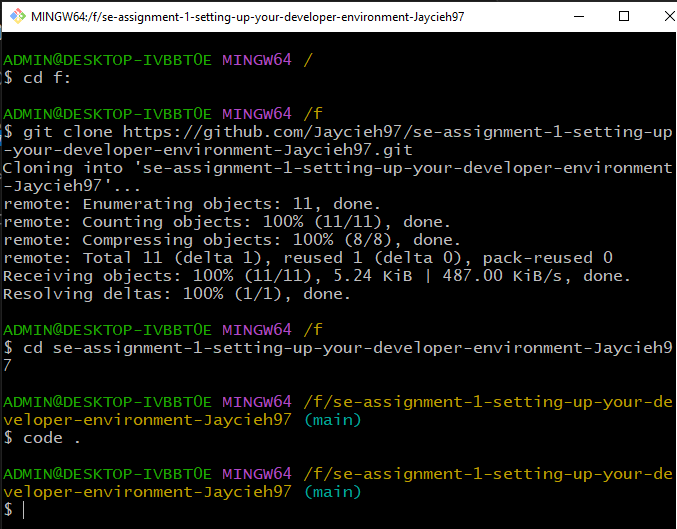 MINGW64:/f/se-assignment-1-setting-up-your-developer-environment-Jaycieh97
ADMIN@DESKTOP-IVBBT0E MINGW64 /
$ cd f:
ADMIN@DESKTOP-IVBBT0E MINGW64 /f
$ git clone https://github.com/Jaycieh97/se-assignment-1-setting-up
-your-developer-environment-Jaycieh97.git
Cloning into 'se-assignment-1-setting-up-your-developer-environment
-Jaycieh97'...
remote: Enumerating objects: 11, done.
remote: Counting objects: 100% (11/11), done.
remote: Compressing objects: 100% (8/8), done.
remote: Total 11 (delta 1), reused 1 (delta 0), pack-reused 0
Receiving objects: 100% (11/11), 5.24 KiB | 487.00 KiB/s, done.
Resolving deltas: 100% (1/1), done.
ADMIN@DESKTOP-IVBBT0E MINGW64 /f
$ cd se-assignment-1-setting-up-your-developer-environment-Jaycieh9
7
ADMIN@DESKTOP-IVBBT0E MINGW64 /f/se-assignment-1-setting-up-your-de
veloper-environment-Jaycieh97 (main)
$ code .
ADMIN@DESKTOP-IVBBT0E MINGW64 /f/se-assignment-1-setting-up-your-de
veloper-environment-Jaycieh97 (main)
$